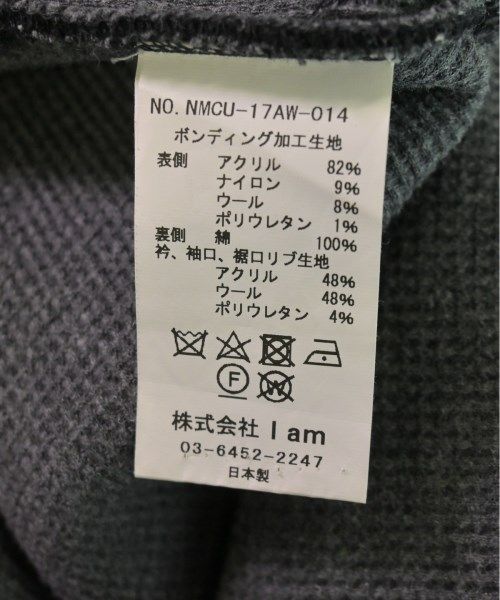 NO. NMCU-17AW-014
ボンディング加工生地
表側 アクリル 82%
ナイロン 9%
ウール 8%
ポリウレタン 1%
裏側 綿 100%
衿、袖口、裾口リブ生地
アクリル 48%
ウール 48%
ポリウレタン 4%
F W
株式会社 I am
03-6452-2247
日本製